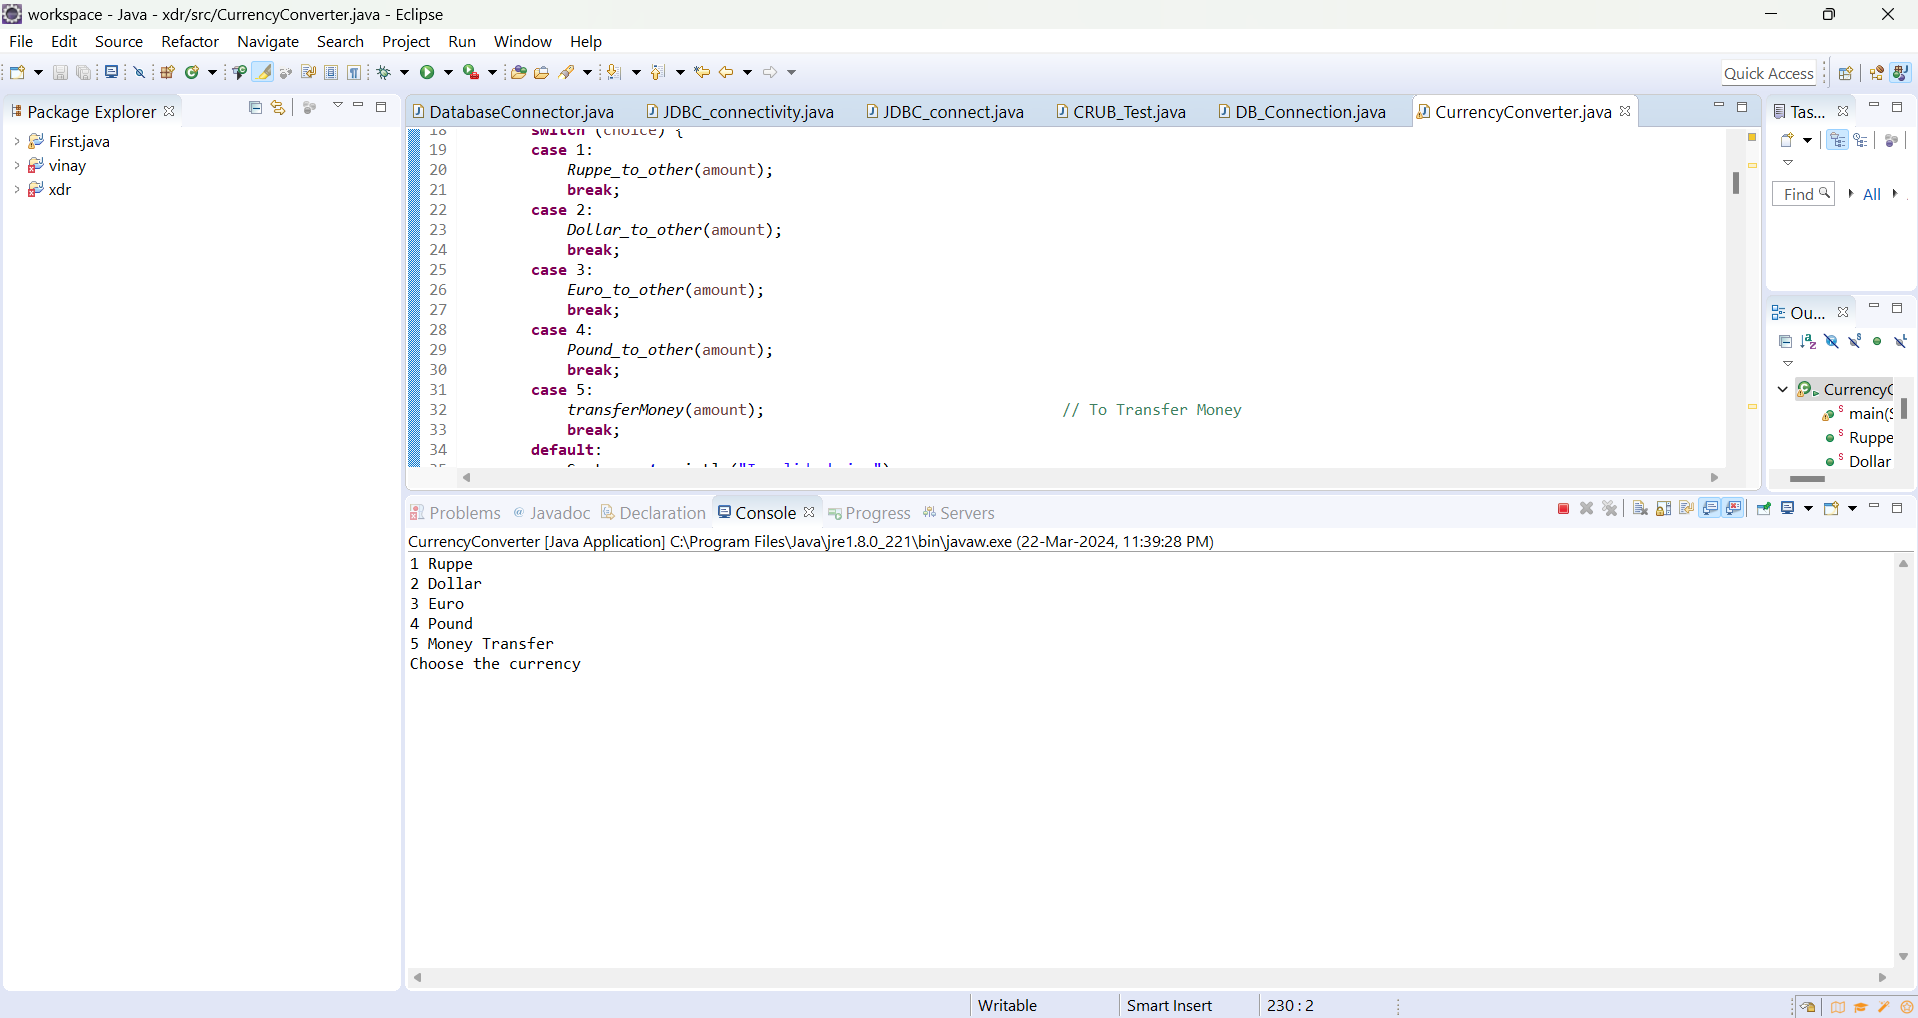 workspace - Java - xdr/src/CurrencyConverter.java - Eclipse
File Edit Source Refactor Navigate Search Project Run Window Help
Quick Access
Package Explorer
First.java
vinay
xdr
DatabaseConnector.java JDBC_connectivity.java JDBC_connect.java CRUB_Test.java DB_Connection.java CurrencyConverter.java
18 switch (choice) {
19 case 1:
20 Ruppe_to_other(amount);
21 break;
22 case 2:
23 Dollar_to_other(amount);
24 break;
25 case 3:
26 Euro_to_other(amount);
27 break;
28 case 4:
29 Pound_to_other(amount);
30 break;
31 case 5:
32 transferMoney(amount); // To Transfer Money
33 break;
34 default:
Tas...
Find All
Ou...
CurrencyC
main(S
Ruppe
Dollar
Problems @ Javadoc Declaration Console Progress Servers
CurrencyConverter [Java Application] C:\Program Files\Java\jre1.8.0_221\bin\javaw.exe (22-Mar-2024, 11:39:28 PM)
1 Ruppe
2 Dollar
3 Euro
4 Pound
5 Money Transfer
Choose the currency
Writable Smart Insert 230 : 2